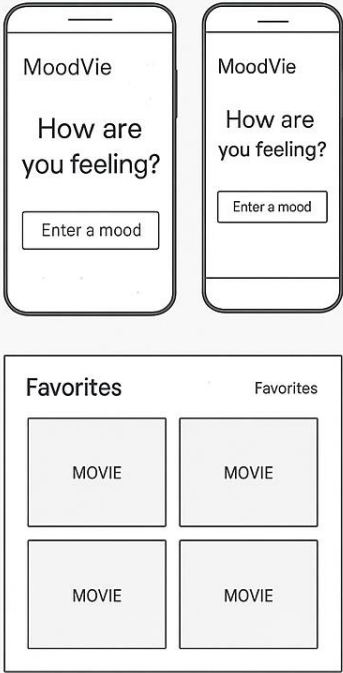 MoodVie
How are
you feeling?
Enter a mood
MoodVie
How are
you feeling?
Enter a mood
Favorites
Favorites
MOVIE
MOVIE
MOVIE
MOVIE